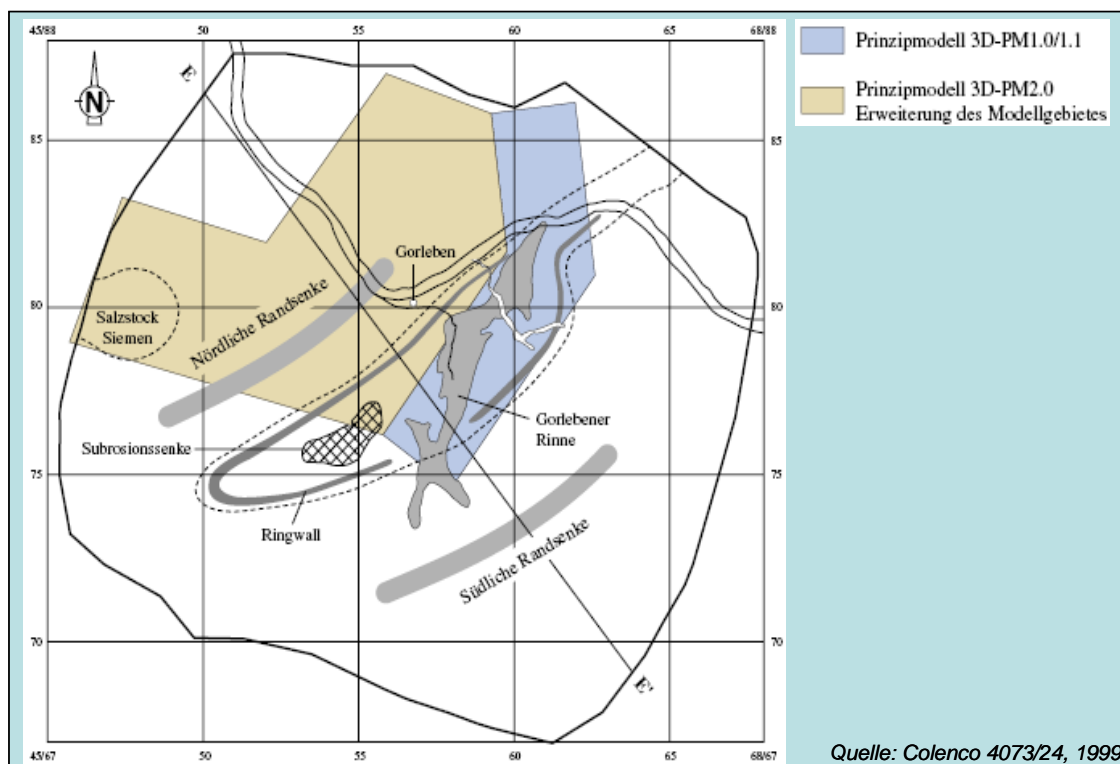 45/88 50 55 60 65 68/88
Prinzipmodell 3D-PM1.0/1.1
Prinzipmodell 3D-PM2.0
Erweiterung des Modellgebietes
E
N
85 85
Gorleben
80 80
Salzstock
Siemen
Nördliche Randsenke
Gorlebener
Rinne
Subrosionssenke
75 75
Ringwall
Südliche Randsenke
70 70
E'
45/67 50 55 60 65 68/67
Quelle: Colenco 4073/24, 1999